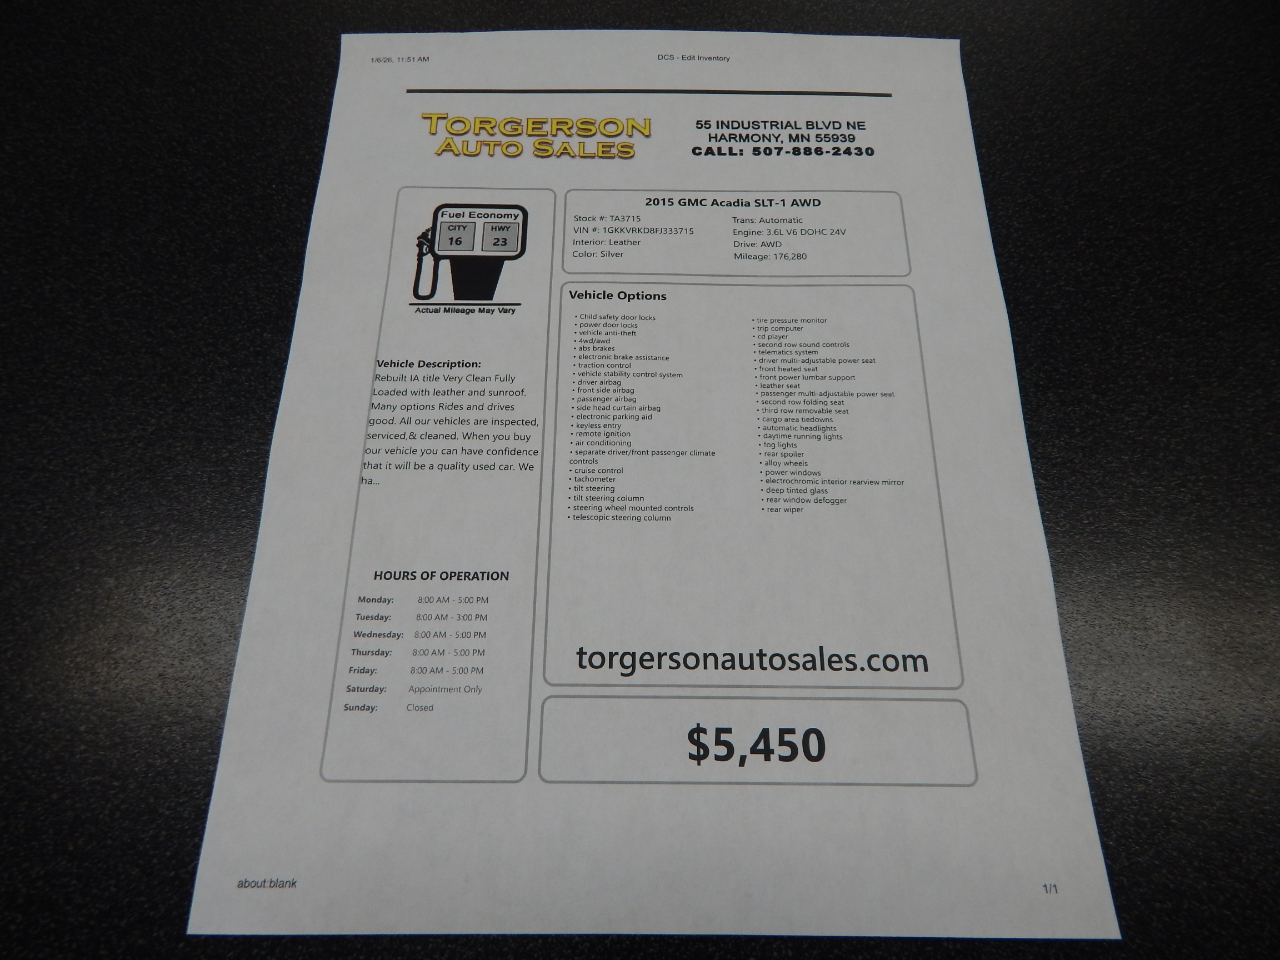 1/6/26, 11:51 AM
DCS - Edit Inventory
TORGERSON
AUTO SALES
55 INDUSTRIAL BLVD NE
HARMONY, MN 55939
CALL: 507-886-2430
Fuel Economy
CITY HWY
16 23
Actual Mileage May Vary
Vehicle Description:
Rebuilt IA title Very Clean Fully
Loaded with leather and sunroof.
Many options Rides and drives
good. All our vehicles are inspected,
serviced,& cleaned. When you buy
our vehicle you can have confidence
that it will be a quality used car. We
ha...
HOURS OF OPERATION
Monday: 8:00 AM - 5:00 PM
Tuesday: 8:00 AM - 3:00 PM
Wednesday: 8:00 AM - 5:00 PM
Thursday: 8:00 AM - 5:00 PM
Friday: 8:00 AM - 5:00 PM
Saturday: Appointment Only
Sunday: Closed
2015 GMC Acadia SLT-1 AWD
Stock #: TA3715
VIN #: 1GKKVRKD8FJ333715
Interior: Leather
Color: Silver
Trans: Automatic
Engine: 3.6L V6 DOHC 24V
Drive: AWD
Mileage: 176,280
Vehicle Options
• Child safety door locks
• power door locks
• vehicle anti-theft
• 4wd/awd
• abs brakes
• electronic brake assistance
• traction control
• vehicle stability control system
• driver airbag
• front side airbag
• passenger airbag
• side head curtain airbag
• electronic parking aid
• keyless entry
• remote ignition
• air conditioning
• separate driver/front passenger climate
controls
• cruise control
• tachometer
• tilt steering
• tilt steering column
• steering wheel mounted controls
• telescopic steering column
• tire pressure monitor
• trip computer
• cd player
• second row sound controls
• telematics system
• driver multi-adjustable power seat
• front heated seat
• front power lumbar support
• leather seat
• passenger multi-adjustable power seat
• second row folding seat
• third row removable seat
• cargo area tiedowns
• automatic headlights
• daytime running lights
• fog lights
• rear spoiler
• alloy wheels
• power windows
• electrochromic interior rearview mirror
• deep tinted glass
• rear window defogger
• rear wiper
torgersonautosales.com
$5,450
about:blank
1/1